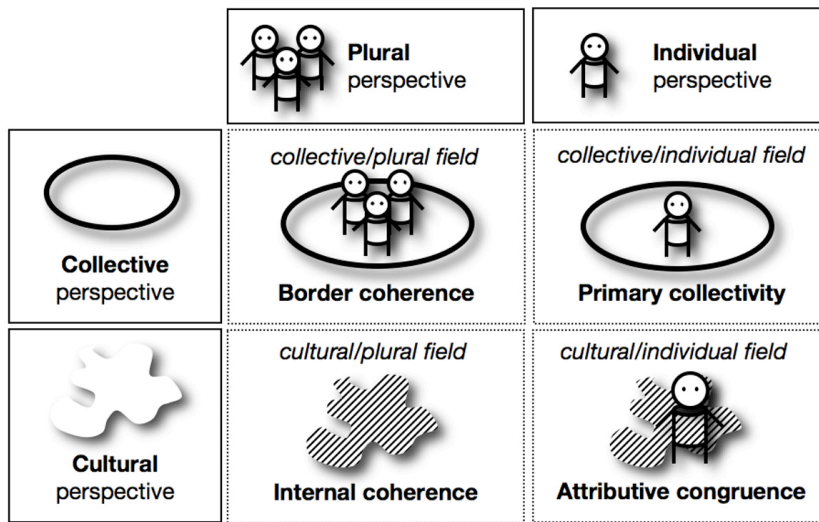 Plural
perspective
Individual
perspective
Collective
perspective
collective/plural field
Border coherence
collective/individual field
Primary collectivity
Cultural
perspective
cultural/plural field
Internal coherence
cultural/individual field
Attributive congruence